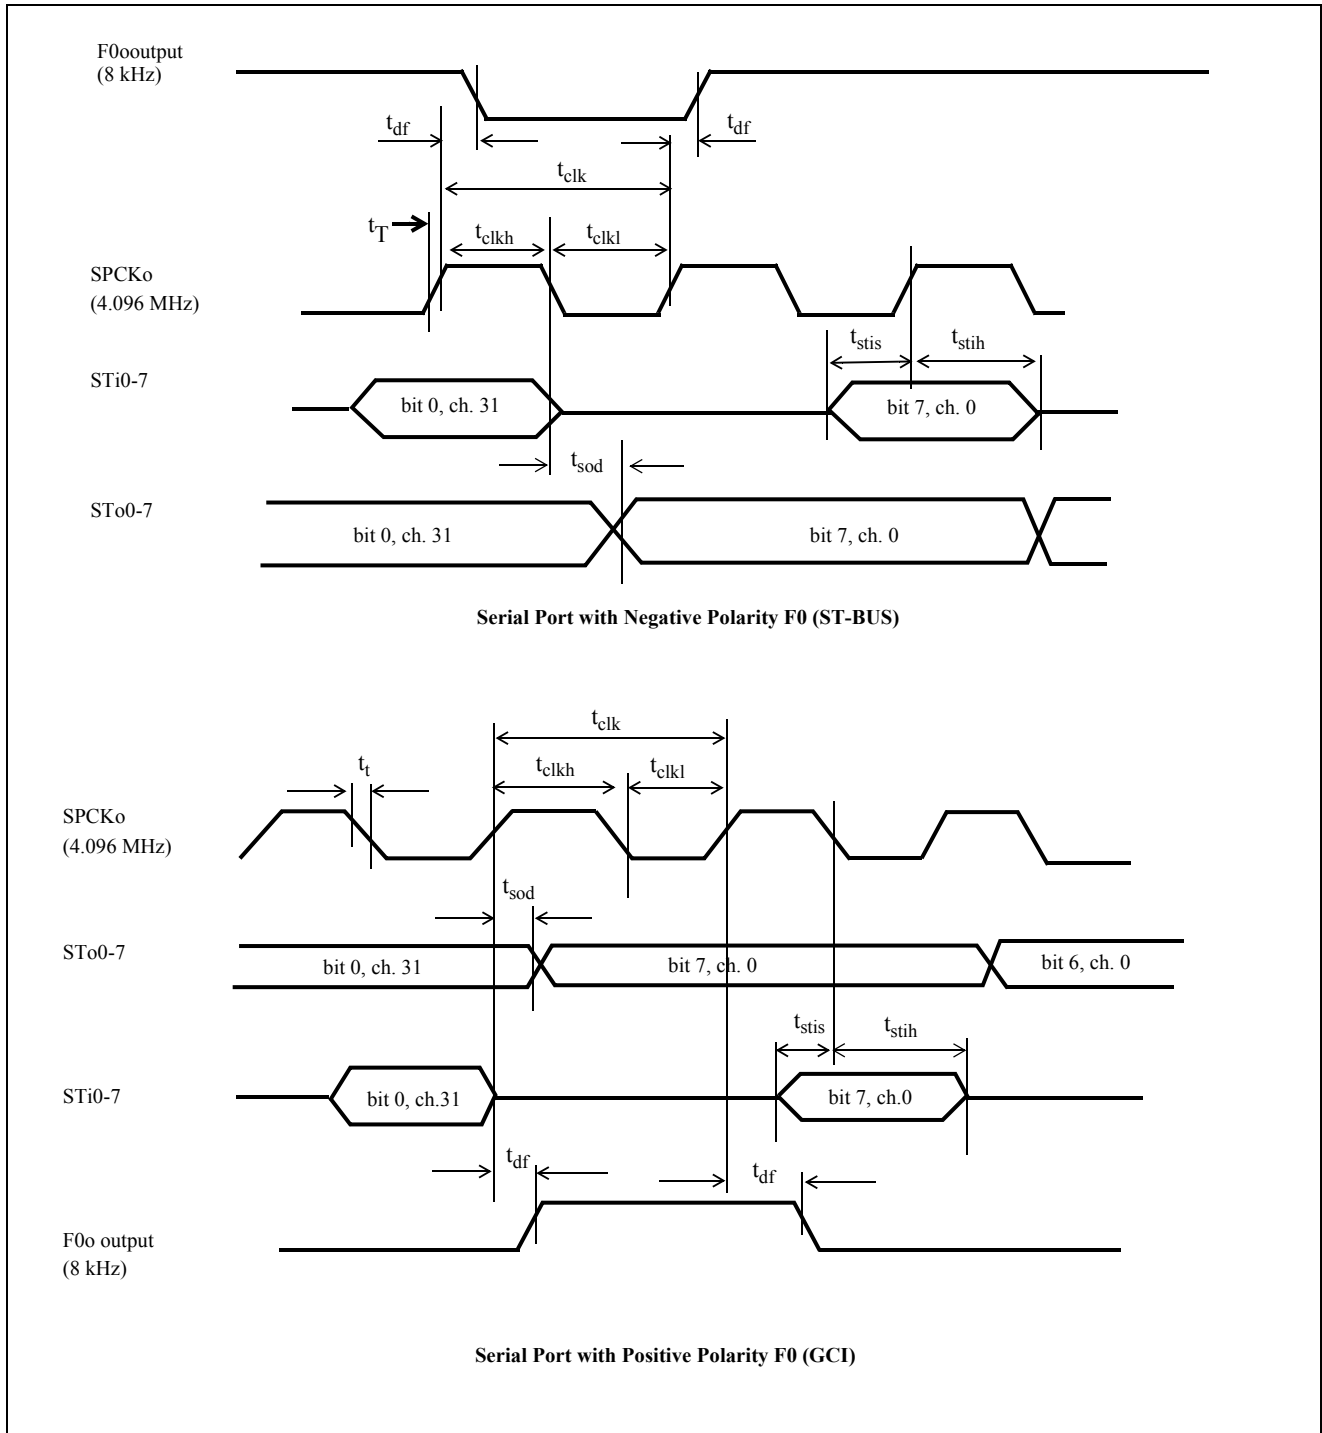 F0ooutput
(8 kHz)
tdf
tdf
tclk
tT
tclkh
tclkl
SPCKo
(4.096 MHz)
tstis
tstih
STi0-7
bit 0, ch. 31
bit 7, ch. 0
tsod
STo0-7
bit 0, ch. 31
bit 7, ch. 0
Serial Port with Negative Polarity F0 (ST-BUS)
tclk
tt
tclkh
tclkl
SPCKo
(4.096 MHz)
tsod
STo0-7
bit 0, ch. 31
bit 7, ch. 0
bit 6, ch. 0
tstis
tstih
STi0-7
bit 0, ch.31
bit 7, ch.0
tdf
tdf
F0o output
(8 kHz)
Serial Port with Positive Polarity F0 (GCI)